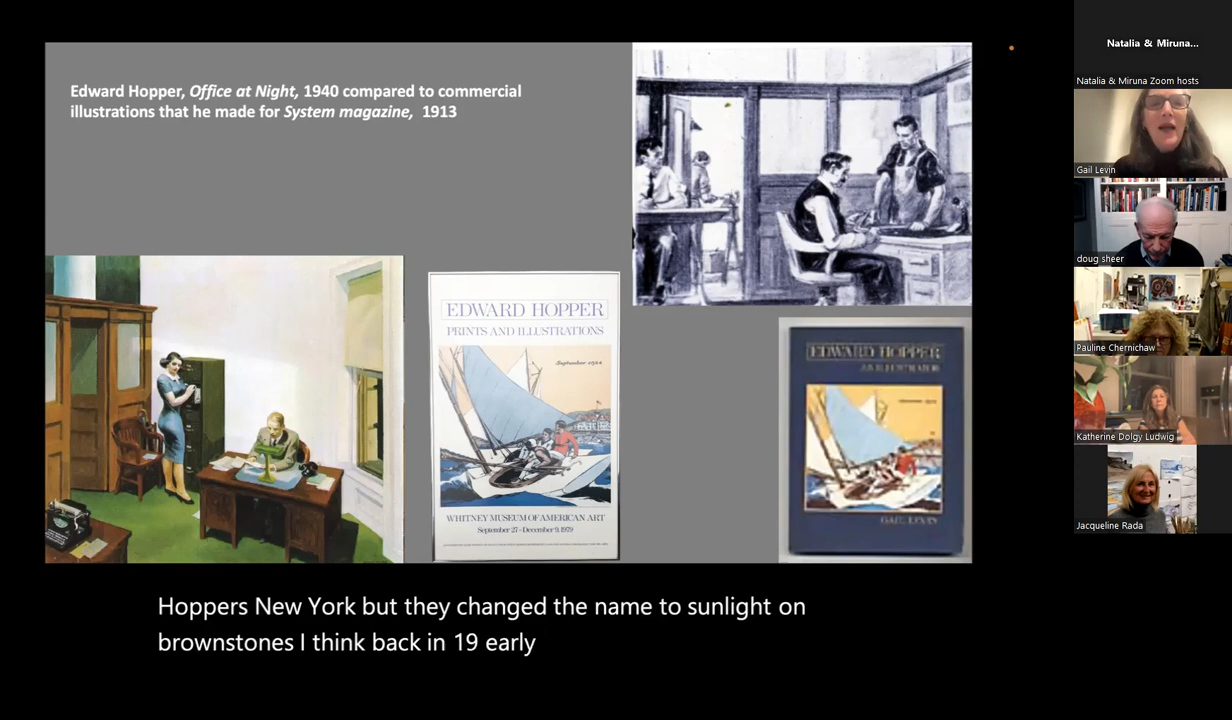 Edward Hopper, Office at Night, 1940 compared to commercial
illustrations that he made for System magazine, 1913
EDWARD HOPPER
PRINTS AND ILLUSTRATIONS
September 1924
WHITNEY MUSEUM OF AMERICAN ART
September 27 - December 9, 1979
EDWARD HOPPER
AS ILLUSTRATOR
GAIL LEVIN
Hoppers New York but they changed the name to sunlight on
brownstones I think back in 19 early
Natalia & Miruna...
Natalia & Miruna Zoom hosts
Gail Levin
doug sheer
Pauline Chernichaw
Katherine Dolgy Ludwig
Jacqueline Rada